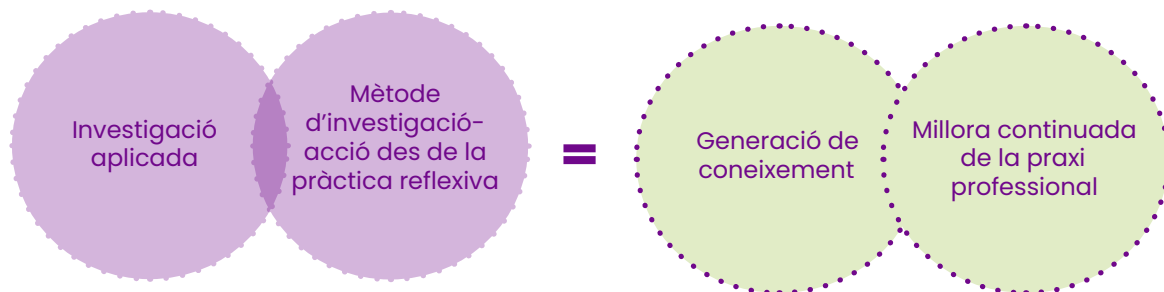 Investigació
aplicada
Mètode
d'investigació-
acció des de la
pràctica reflexiva
=
Generació de
coneixement
Millora continuada
de la praxi
professional